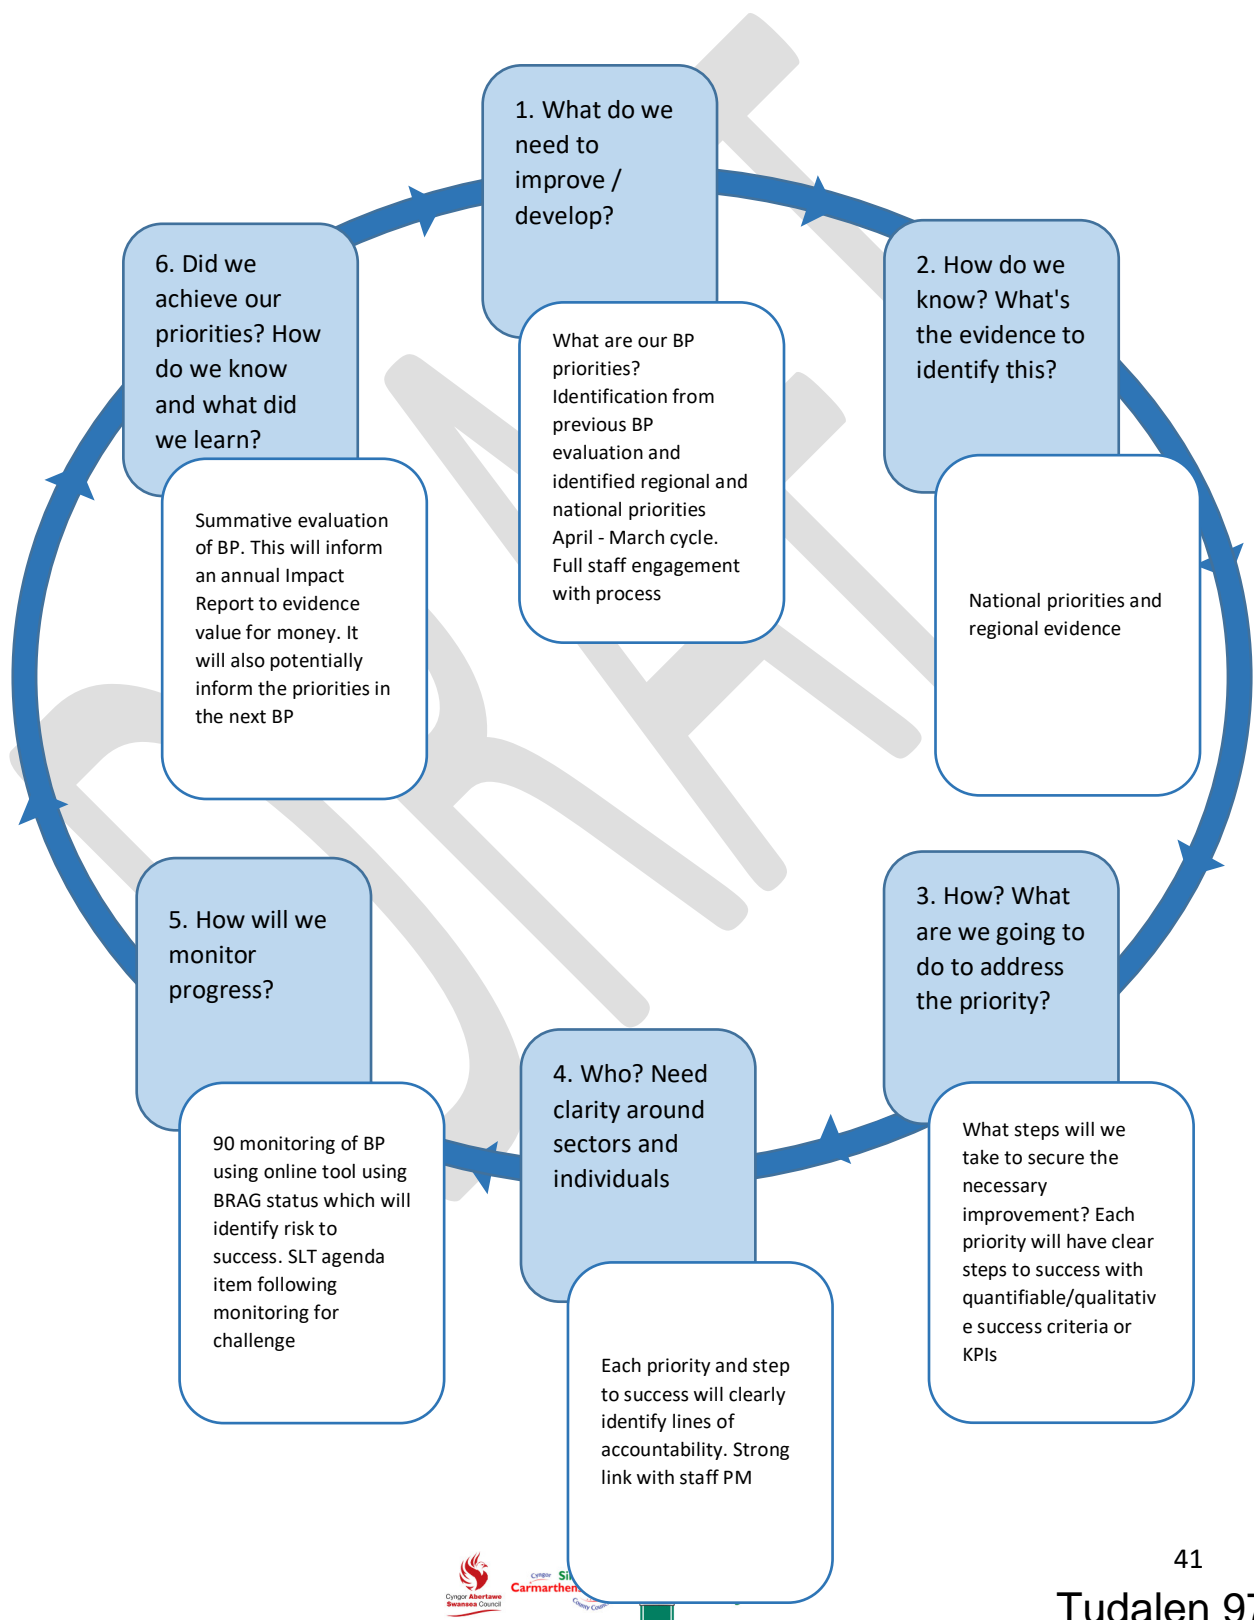 1. What do we
need to
improve /
develop?
What are our BP
priorities?
Identification from
previous BP
evaluation and
identified regional and
national priorities
April - March cycle.
Full staff engagement
with process
2. How do we
know? What's
the evidence to
identify this?
National priorities and
regional evidence
3. How? What
are we going to
do to address
the priority?
What steps will we
take to secure the
necessary
improvement? Each
priority will have clear
steps to success with
quantifiable/qualitativ
e success criteria or
KPIs
4. Who? Need
clarity around
sectors and
individuals
Each priority and step
to success will clearly
identify lines of
accountability. Strong
link with staff PM
5. How will we
monitor
progress?
90 monitoring of BP
using online tool using
BRAG status which will
identify risk to
success. SLT agenda
item following
monitoring for
challenge
6. Did we
achieve our
priorities? How
do we know
and what did
we learn?
Summative evaluation
of BP. This will inform
an annual Impact
Report to evidence
value for money. It
will also potentially
inform the priorities in
the next BP
DRAFT
Cyngor Abertawe
Swansea Council
Cyngor Sir
Carmarthen
County Coun
41
Tudalen 97